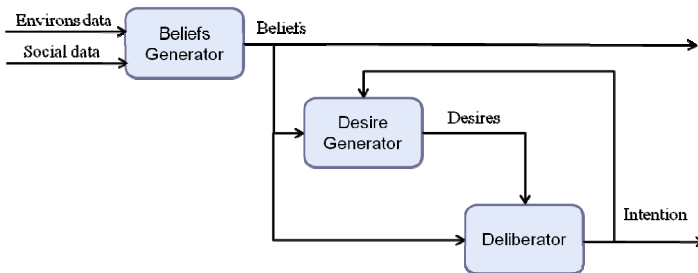 Environs data
Social data
Beliefs
Generator
Beliefs
Desire
Generator
Desires
Deliberator
Intention